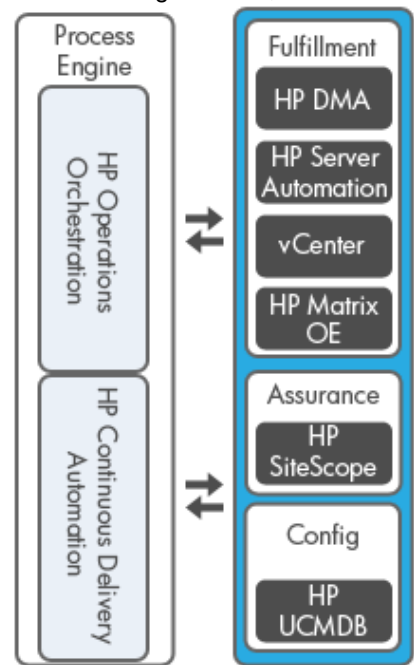 Process
Engine
HP Operations
Orchestration
HP Continuous Delivery
Automation
Fulfillment
HP DMA
HP Server
Automation
vCenter
HP Matrix
OE
Assurance
HP
SiteScope
Config
HP
UCMDB